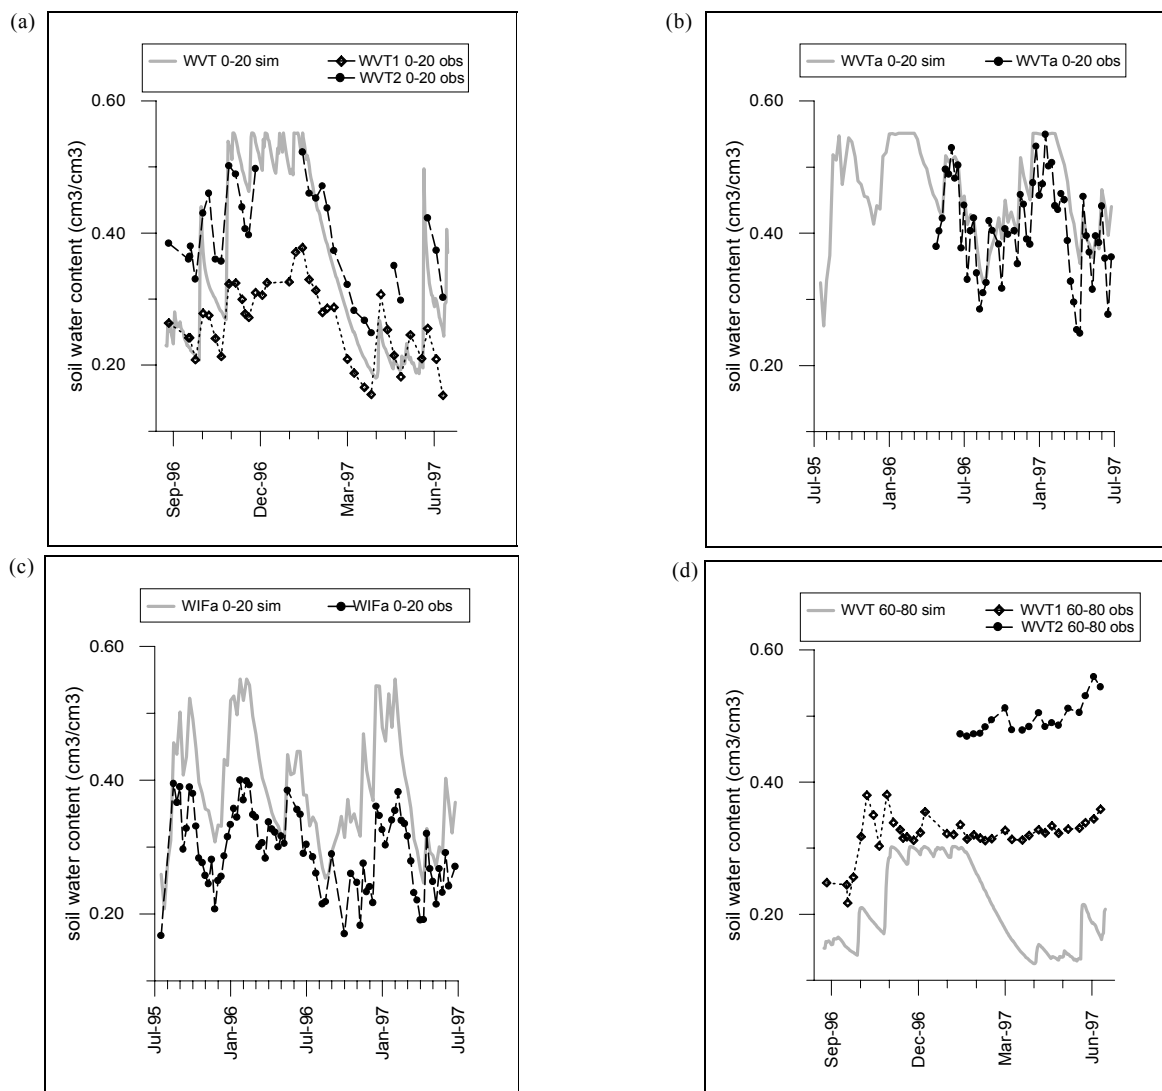 (a)
WVT 0-20 sim
WVT1 0-20 obs
WVT2 0-20 obs
soil water content (cm3/cm3)
0.60
0.40
0.20
Sep-96
Dec-96
Mar-97
Jun-97
(b)
WVTa 0-20 sim
WVTa 0-20 obs
soil water content (cm3/cm3)
0.60
0.40
0.20
Jul-95
Jan-96
Jul-96
Jan-97
Jul-97
(c)
WIFa 0-20 sim
WIFa 0-20 obs
soil water content (cm3/cm3)
0.60
0.40
0.20
Jul-95
Jan-96
Jul-96
Jan-97
Jul-97
(d)
WVT 60-80 sim
WVT1 60-80 obs
WVT2 60-80 obs
soil water content (cm3/cm3)
0.60
0.40
0.20
Sep-96
Dec-96
Mar-97
Jun-97